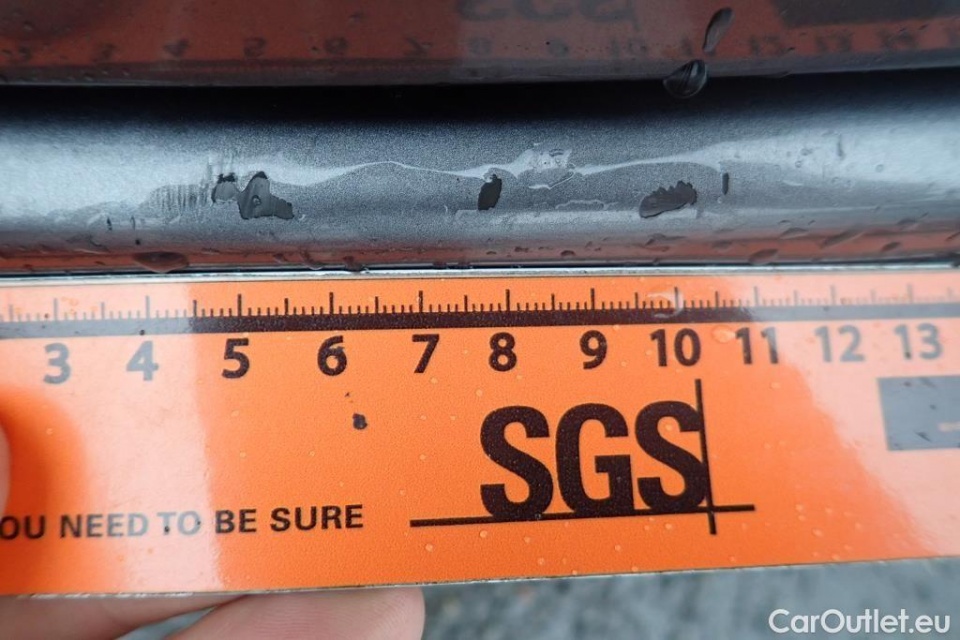 3 4 5 6 7 8 9 10 11 12 13
SGS
OU NEED TO BE SURE
CarOutlet.eu